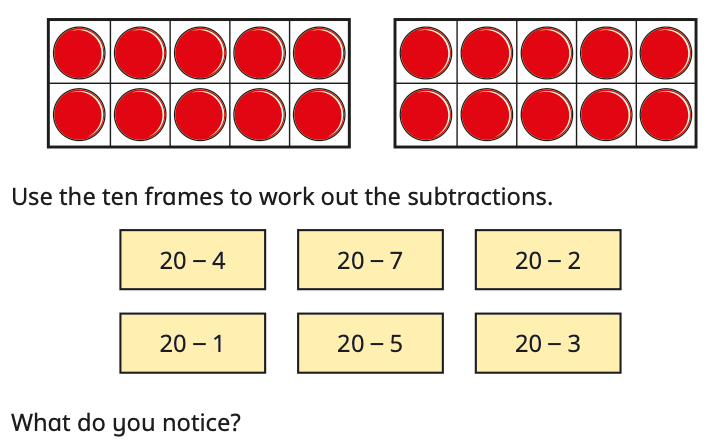 Use the ten frames to work out the subtractions.
20 – 4 20 – 7 20 – 2
20 – 1 20 – 5 20 – 3
What do you notice?